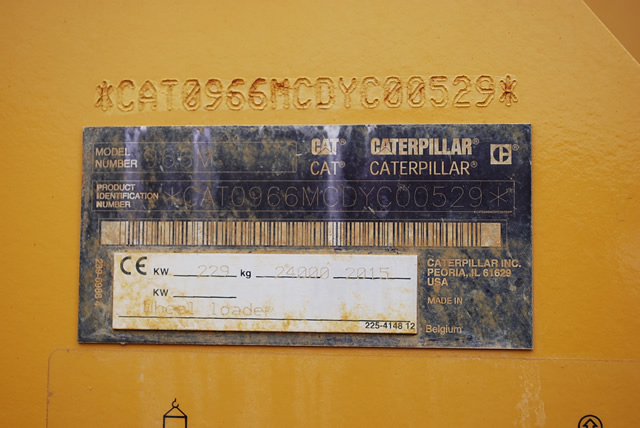 *CAT0966MCDYC00529*
MODEL NUMBER 966M CAT® CATERPILLAR®
CAT® CATERPILLAR® C
PRODUCT IDENTIFICATION NUMBER *CAT0966MCDYC00529*
CE KW 229 kg 24000 2015
KW
Wheel loader
225-4148 12
CATERPILLAR INC.
PEORIA, IL 61629
USA
MADE IN
Belgium